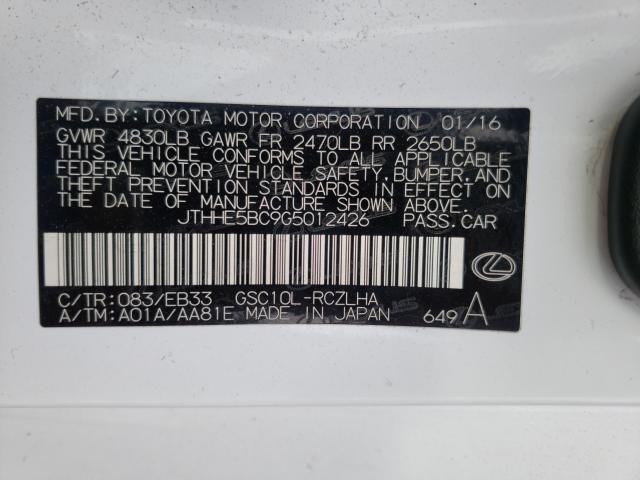 MFD. BY: TOYOTA MOTOR CORPORATION 01/16
GVWR 4830LB GAWR FR 2470LB RR 2650LB
THIS VEHICLE CONFORMS TO ALL APPLICABLE
FEDERAL MOTOR VEHICLE SAFETY, BUMPER, AND
THEFT PREVENTION STANDARDS IN EFFECT ON
THE DATE OF MANUFACTURE SHOWN ABOVE.
JTHHE5BC9G5012426 PASS. CAR
C/TR: 083/EB33 GSC10L-RCZLHA
A/TM: A01A/AA81E MADE IN JAPAN 649 A